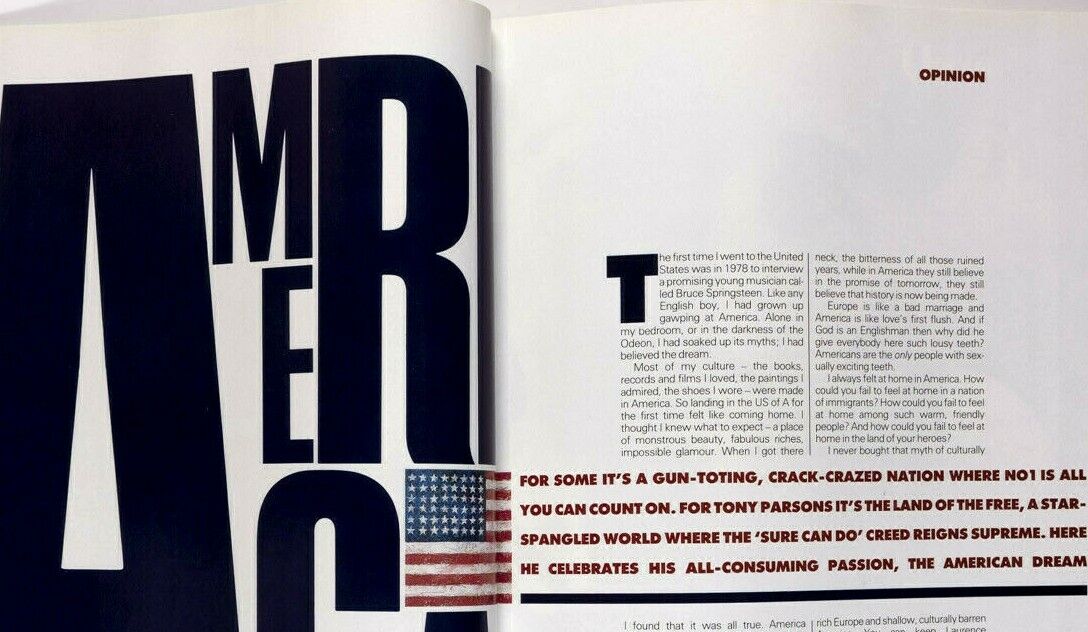 AMERICA
OPINION
The first time I went to the United
States was in 1978 to interview
a promising young musician cal-
led Bruce Springsteen. Like any
English boy, I had grown up
gawping at America. Alone in
my bedroom, or in the darkness of the
Odeon, I had soaked up its myths; I had
believed the dream.
Most of my culture – the books,
records and films I loved, the paintings I
admired, the shoes I wore – were made
in America. So landing in the US of A for
the first time felt like coming home. I
thought I knew what to expect – a place
of monstrous beauty, fabulous riches,
impossible glamour. When I got there
neck, the bitterness of all those ruined
years, while in America they still believe
in the promise of tomorrow, they still
believe that history is now being made.
Europe is like a bad marriage and
America is like love's first flush. And if
God is an Englishman then why did he
give everybody here such lousy teeth?
Americans are the only people with sex-
ually exciting teeth.
I always felt at home in America. How
could you fail to feel at home in a nation
of immigrants? How could you fail to feel
at home among such warm, friendly
people? And how could you fail to feel at
home in the land of your heroes?
I never bought that myth of culturally
FOR SOME IT'S A GUN-TOTING, CRACK-CRAZED NATION WHERE NO1 IS ALL
YOU CAN COUNT ON. FOR TONY PARSONS IT'S THE LAND OF THE FREE, A STAR-
SPANGLED WORLD WHERE THE 'SURE CAN DO' CREED REIGNS SUPREME. HERE
HE CELEBRATES HIS ALL-CONSUMING PASSION, THE AMERICAN DREAM
I found that it was all true. America
rich Europe and shallow, culturally barren
You can keep Laurence